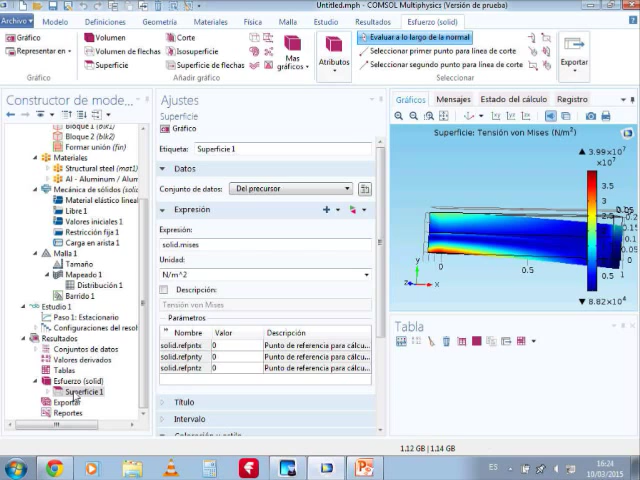 Untitled.mph - COMSOL Multiphysics (Versión de prueba)
Archivo
Modelo
Definiciones
Geometría
Materiales
Física
Malla
Estudio
Resultados
Esfuerzo (solid)
Gráfico
Representar en
Gráfico
Volumen
Volumen de flechas
Superficie
Corte
Isosuperficie
Superficie de flechas
Mas gráficos
Añadir gráfico
Atributos
Evaluar a lo largo de la normal
Seleccionar primer punto para línea de corte
Seleccionar segundo punto para línea de corte
Seleccionar
Exportar
Constructor de mode...
Bloque 1 (blk1)
Bloque 2 (blk2)
Formar unión (fin)
Materiales
Structural steel (mat1)
Al - Aluminum / Alum
Mecánica de sólidos (solid
Material elástico lineal
Libre 1
Valores iniciales 1
Restricción fija 1
Carga en arista 1
Malla 1
Tamaño
Mapeado 1
Distribución 1
Barrido 1
Estudio 1
Paso 1: Estacionario
Configuraciones del resol
Resultados
Conjuntos de datos
Valores derivados
Tablas
Esfuerzo (solid)
Superficie 1
Exportar
Reportes
Ajustes
Superficie
Gráfico
Etiqueta: Superficie 1
Datos
Conjunto de datos: Del precursor
Expresión
Expresión:
solid.mises
Unidad:
N/m^2
Descripción:
Tensión von Mises
Parámetros
Nombre Valor Descripción
solid.refpntx 0 Punto de referencia para cálcu...
solid.refpnty 0 Punto de referencia para cálcu...
solid.refpntz 0 Punto de referencia para cálcu...
Título
Intervalo
Coloración y estilo
Gráficos
Mensajes
Estado del cálculo
Registro
Superficie: Tensión von Mises (N/m²)
▲ 3.99×10⁷
×10⁷
3.5
3
0
0.5
y
z
x
▼ 8.82×10⁴
Tabla
1.12 GB | 1.14 GB
ES
16:24
10/03/2015